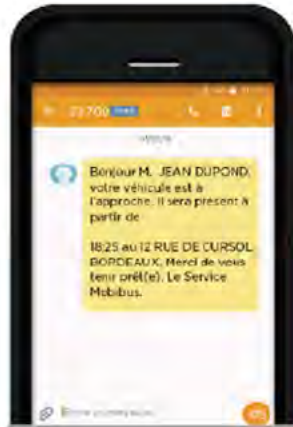 Bonjour M. JEAN DUPOND,
votre véhicule est à
l'approche. Il sera présent à
partir de
18:25 au 12 RUE DE CURSOL
BORDEAUX. Merci de vous
tenir prêt(e). Le Service
Mobibus.